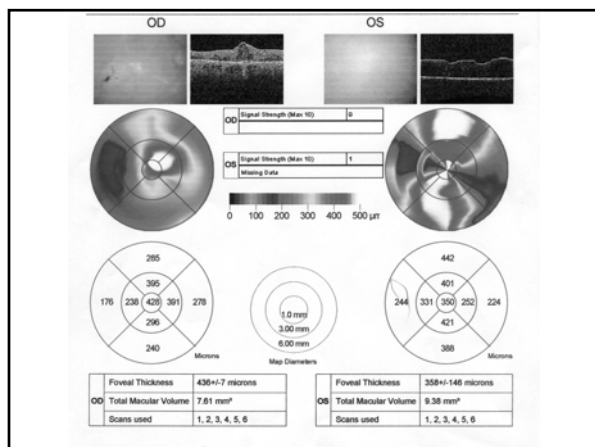 OD OS
OD Signal Strength (Max 10) 9
OS Signal Strength (Max 10) 1
Missing Data
0 100 200 300 400 500 µm
265
395
176 238 428 391 278
296
240
Microns
1.0 mm
3.00 mm
6.00 mm
Map Diameters
442
401
244 331 350 252 224
421
388
Microns
OD
Foveal Thickness 436+/-7 microns
Total Macular Volume 7.61 mm³
Scans used 1, 2, 3, 4, 5, 6
OS
Foveal Thickness 358+/-146 microns
Total Macular Volume 9.38 mm³
Scans used 1, 2, 3, 4, 5, 6